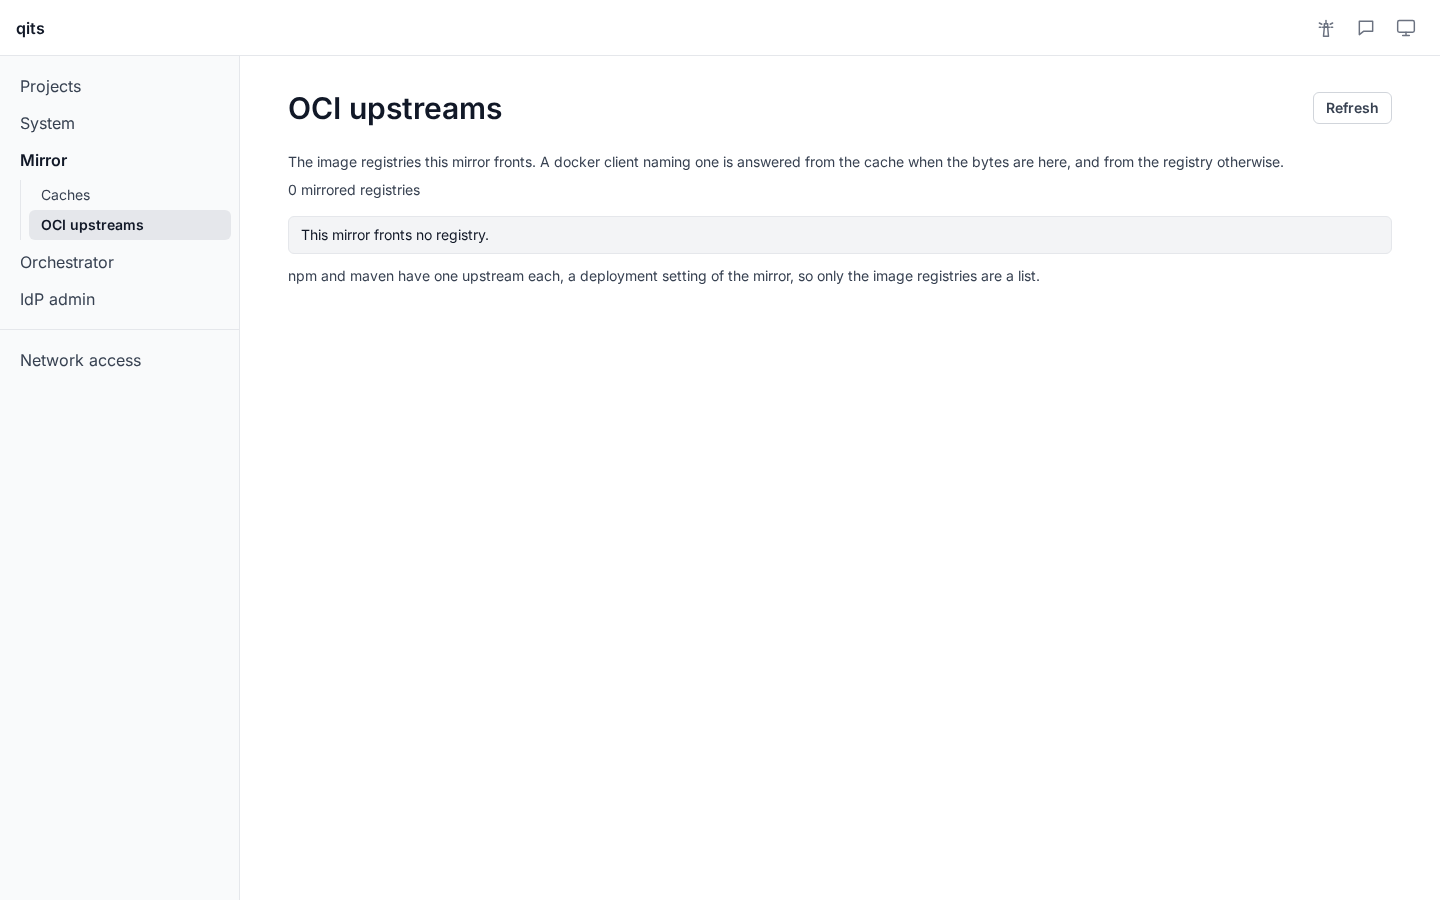 qits
Projects
System
Mirror
Caches
OCI upstreams
Orchestrator
IdP admin
Network access
OCI upstreams
Refresh
The image registries this mirror fronts. A docker client naming one is answered from the cache when the bytes are here, and from the registry otherwise.
0 mirrored registries
This mirror fronts no registry.
npm and maven have one upstream each, a deployment setting of the mirror, so only the image registries are a list.